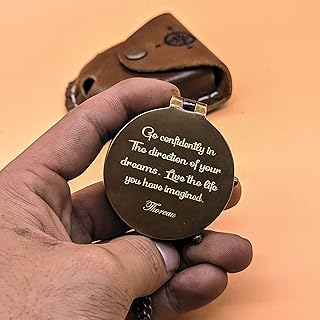 Go confidently in
The direction of your
dreams. Live the life
you have imagined.
Thoreau